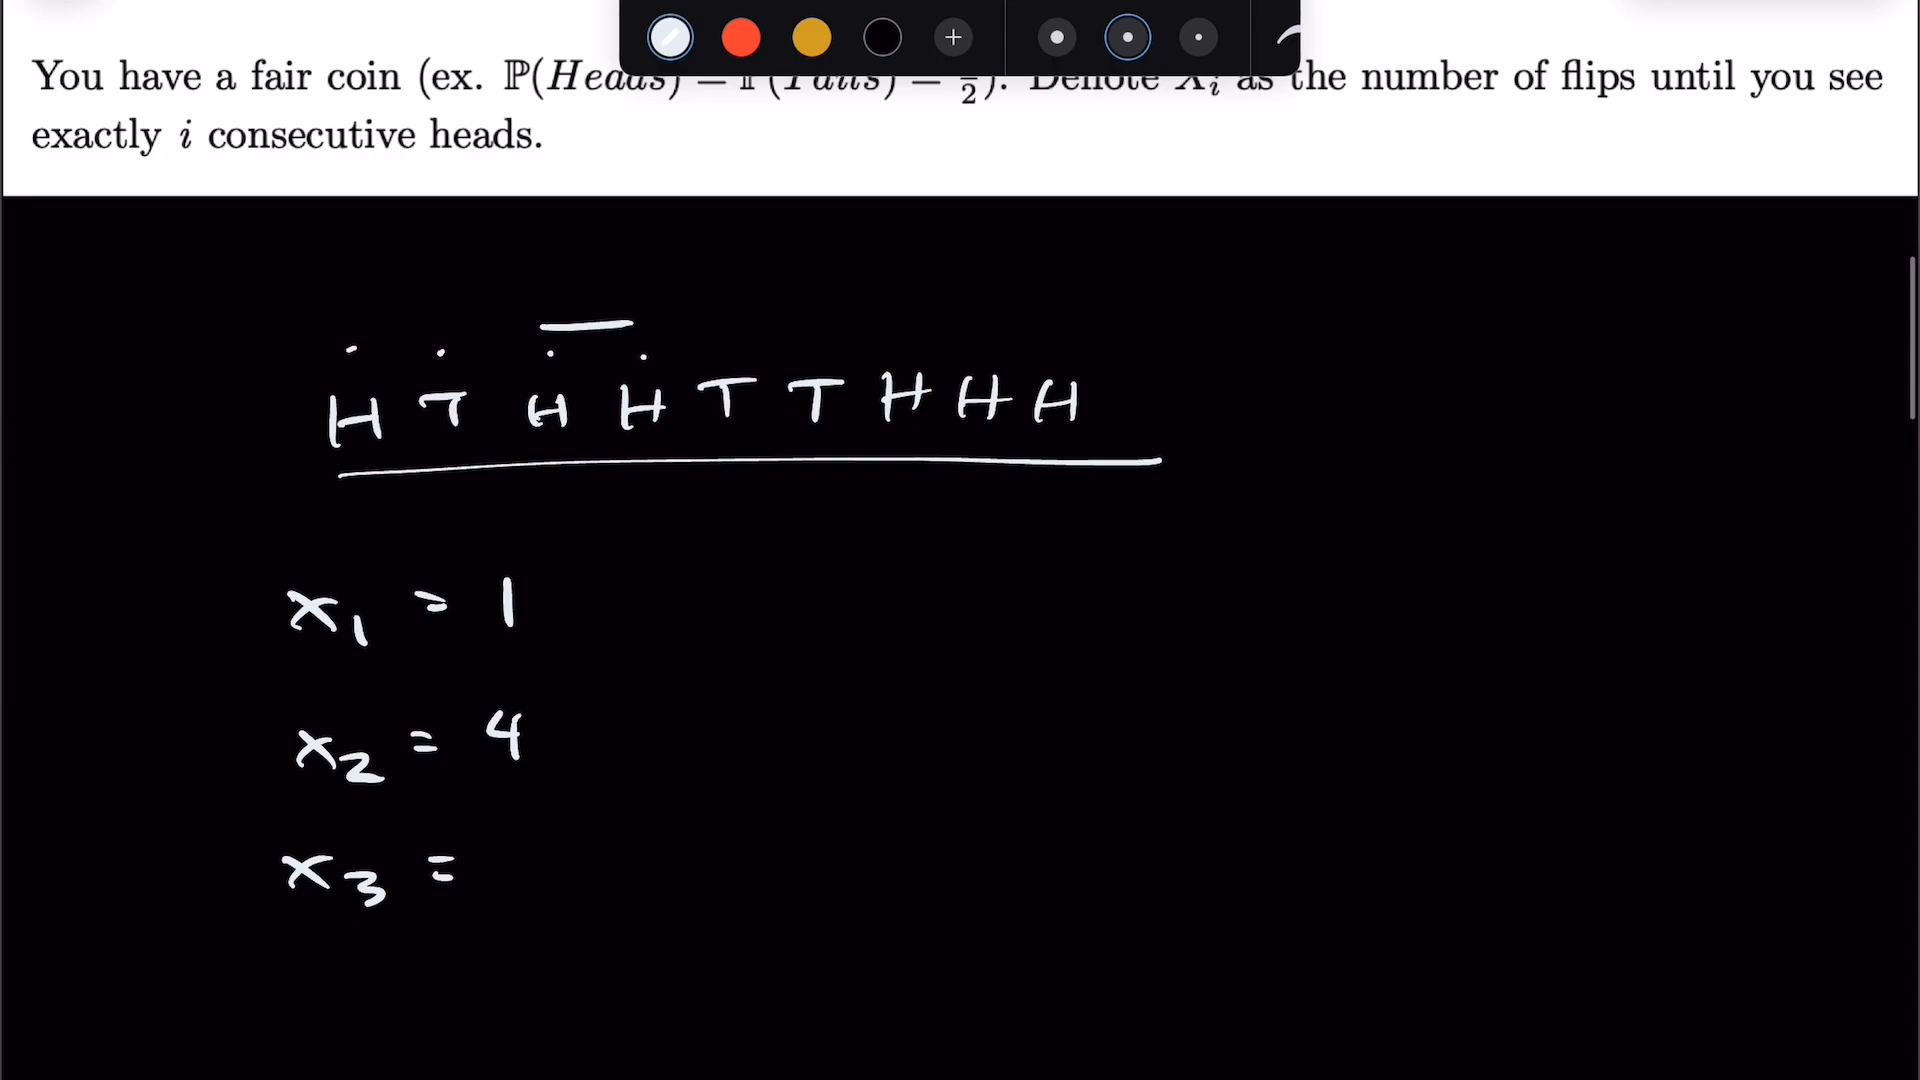 You have a fair coin (ex. ℙ(Heads) = ℙ(Tails) = ½). Denote Xᵢ as the number of flips until you see
exactly i consecutive heads.
H T H H T T H H H
x₁ = 1
x₂ = 4
x₃ =